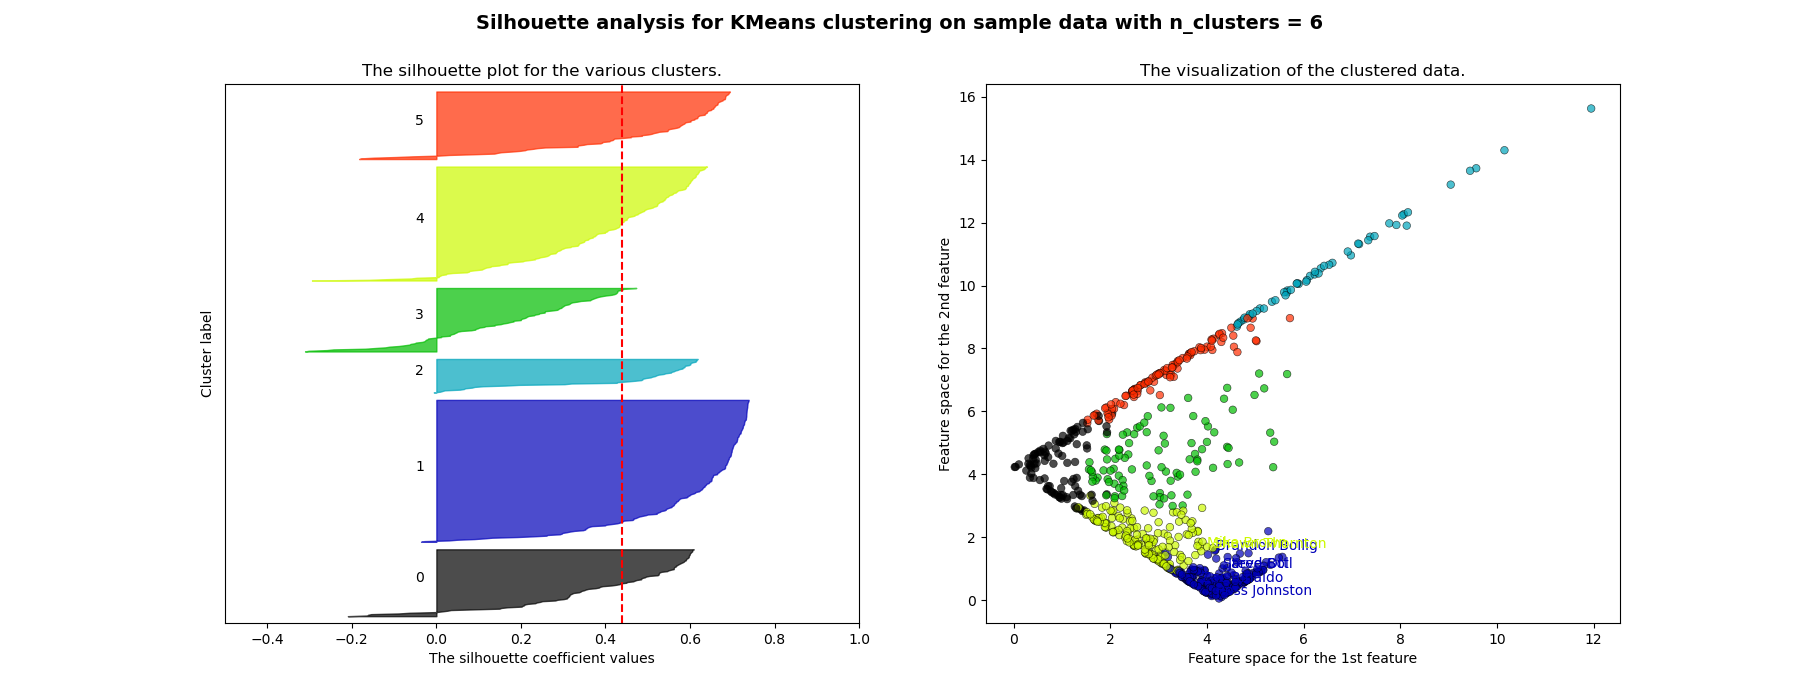 Silhouette analysis for KMeans clustering on sample data with n_clusters = 6
The silhouette plot for the various clusters.
5
4
3
2
1
0
Cluster label
−0.4 −0.2 0.0 0.2 0.4 0.6 0.8 1.0
The silhouette coefficient values
The visualization of the clustered data.
16
14
12
10
8
6
4
2
0
Feature space for the 2nd feature
Brandon Bollig
Johnston
0 2 4 6 8 10 12
Feature space for the 1st feature